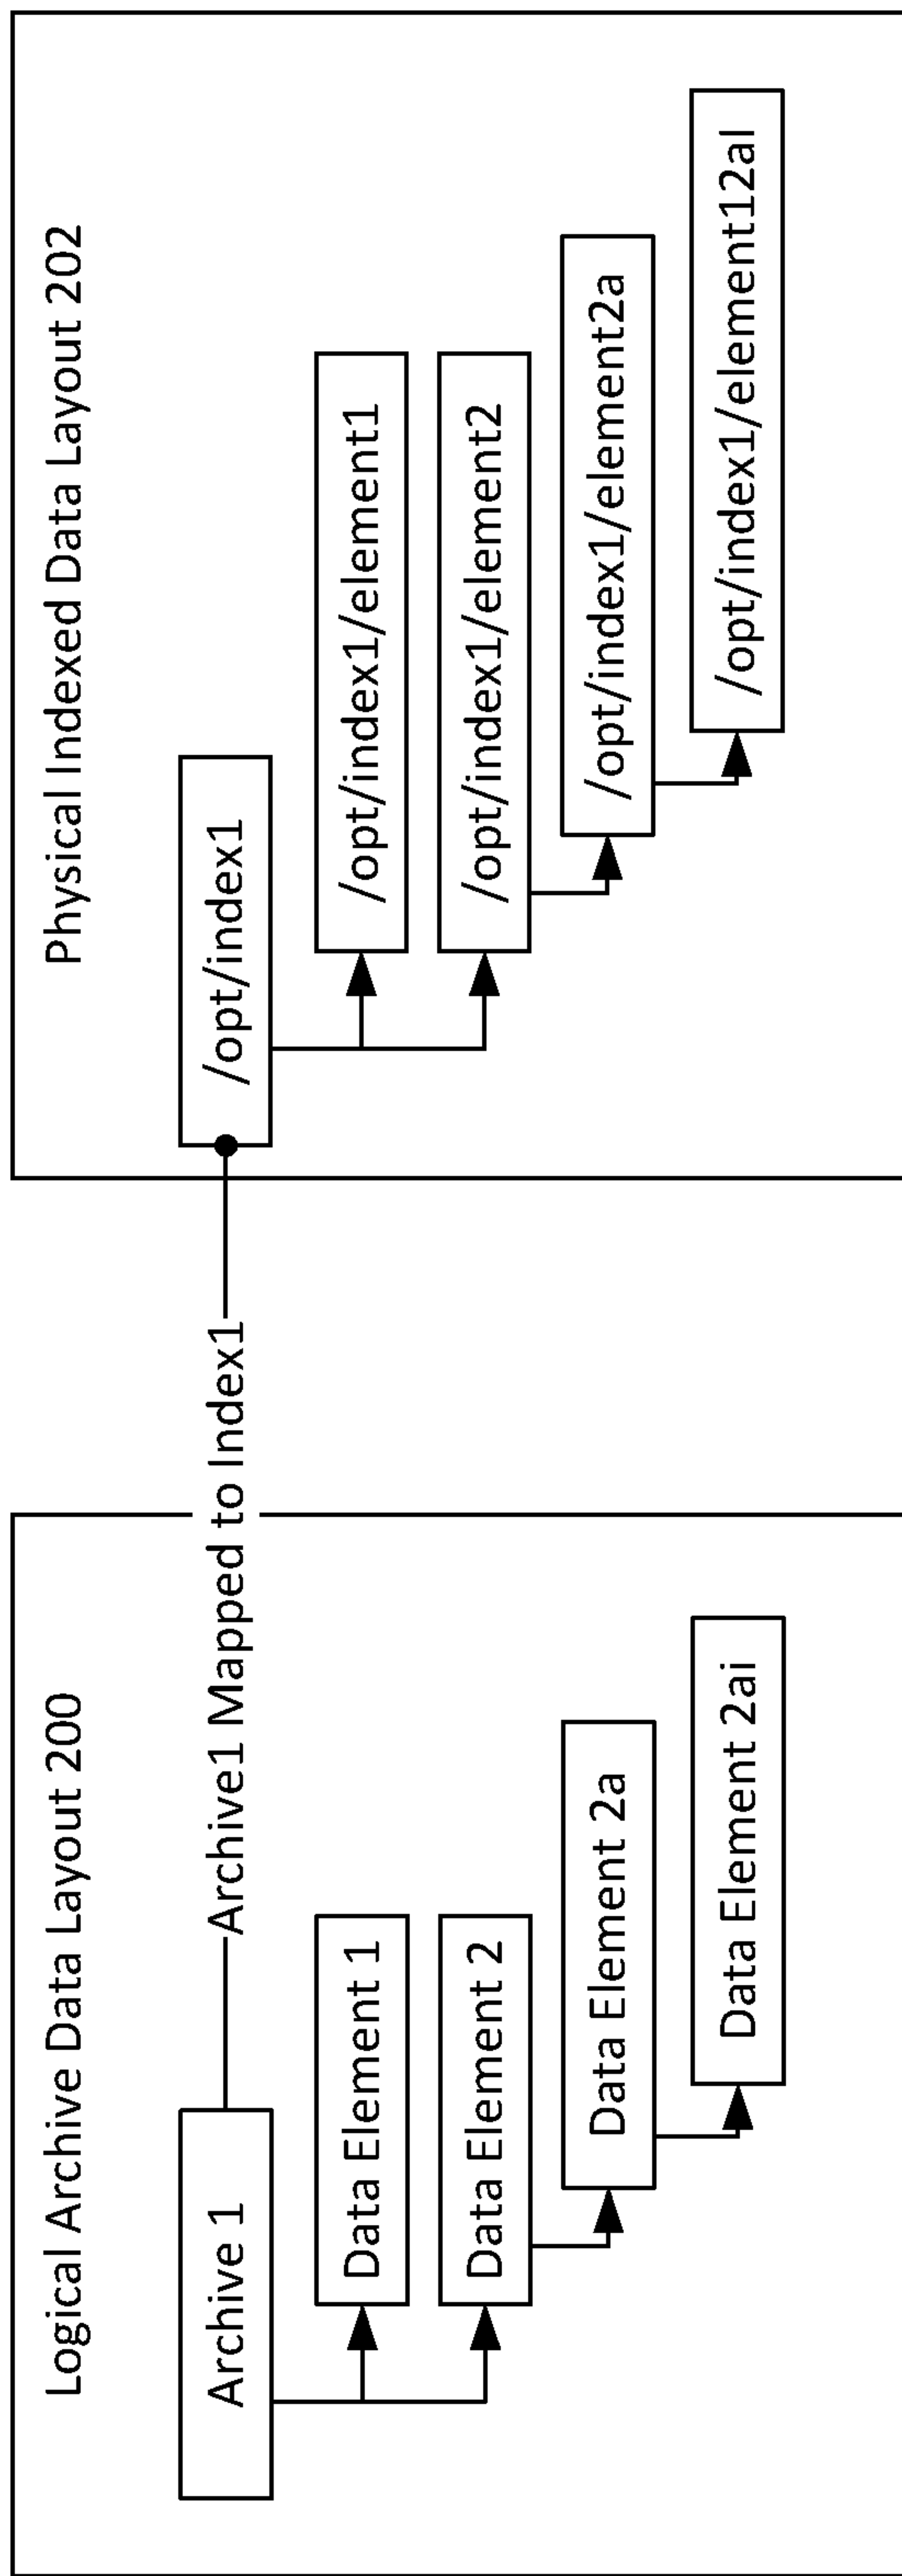 Logical Archive Data Layout 200
Archive 1
Data Element 1
Data Element 2
Data Element 2a
Data Element 2ai
Archive1 Mapped to Index1
Physical Indexed Data Layout 202
/opt/index1
/opt/index1/element1
/opt/index1/element2
/opt/index1/element2a
/opt/index1/element12aI